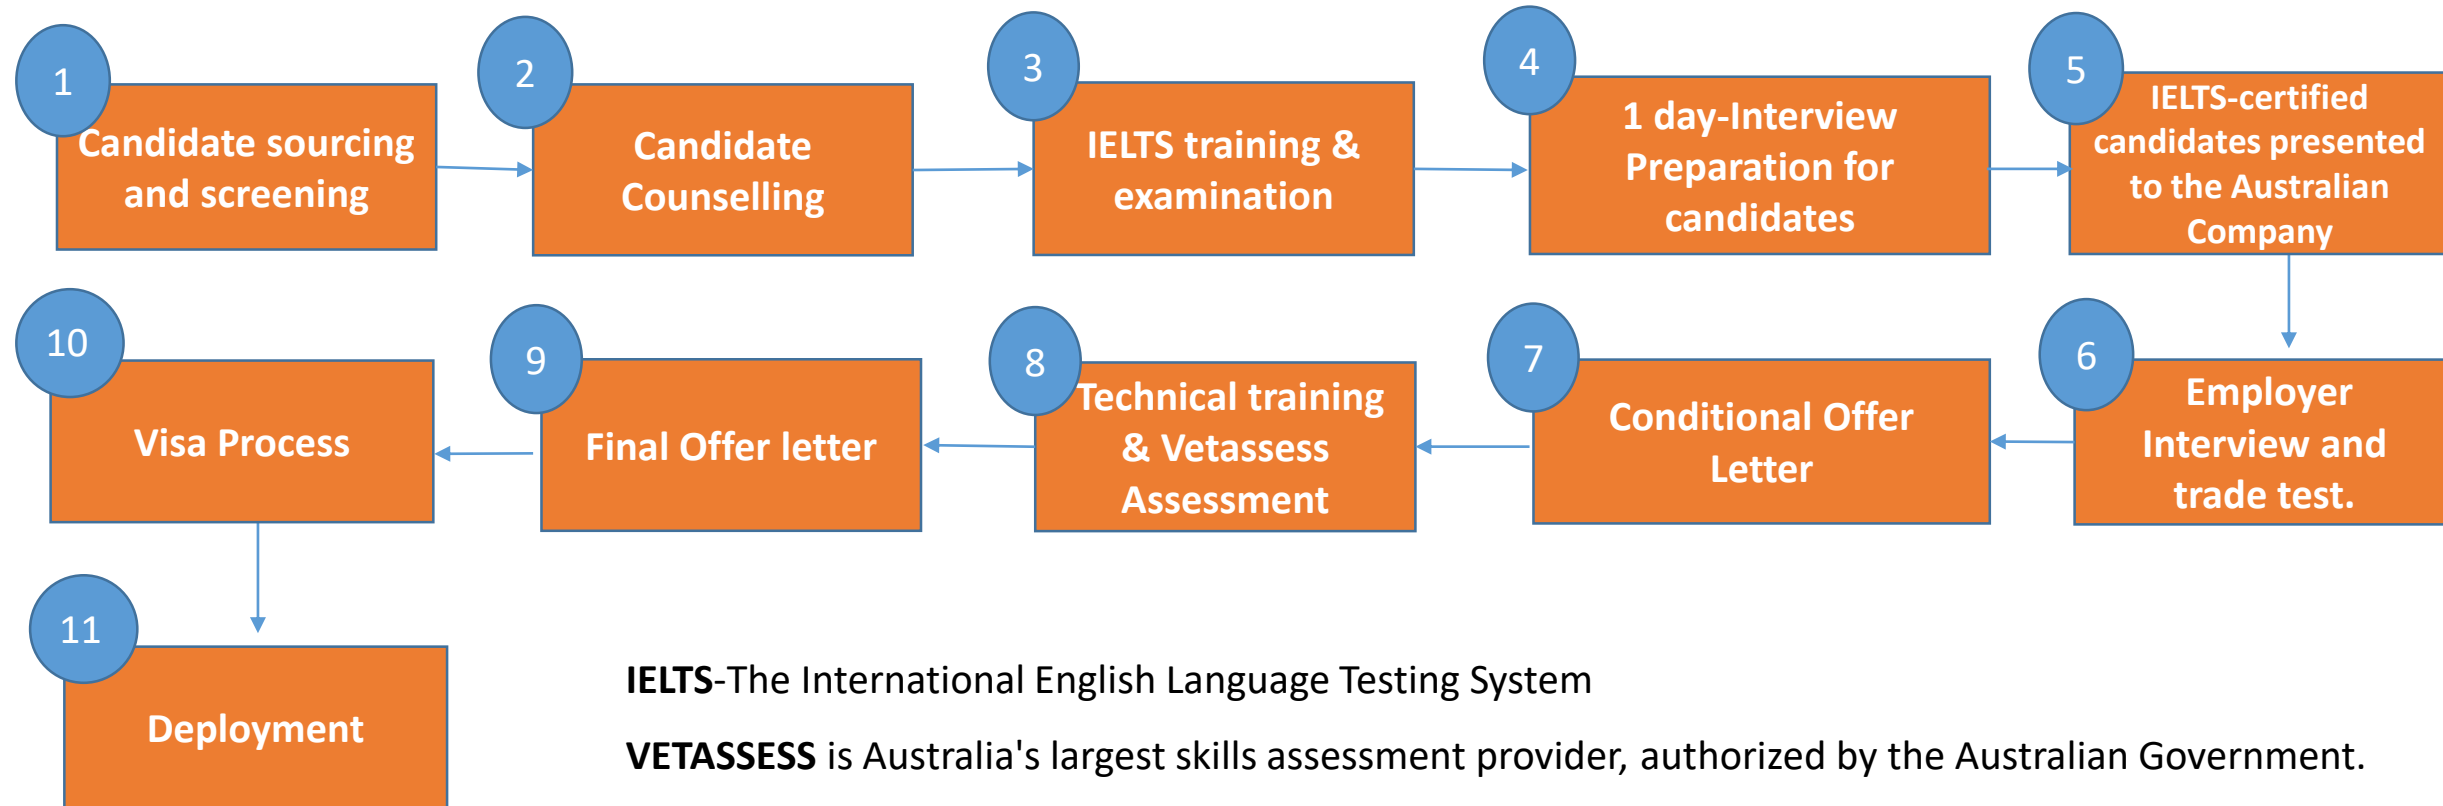 1
Candidate sourcing
and screening
2
Candidate
Counselling
3
IELTS training &
examination
4
1 day-Interview
Preparation for
candidates
5
IELTS-certified
candidates presented
to the Australian
Company
6
Employer
Interview and
trade test.
7
Conditional Offer
Letter
8
Technical training
& Vetassess
Assessment
9
Final Offer letter
10
Visa Process
11
Deployment
IELTS-The International English Language Testing System
VETASSESS is Australia's largest skills assessment provider, authorized by the Australian Government.